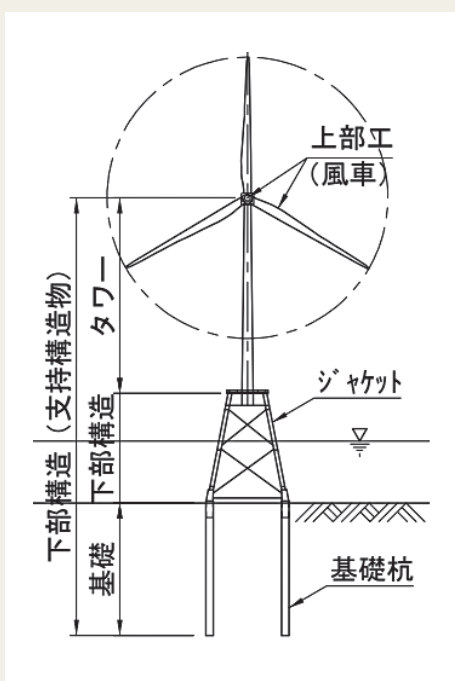 上部工
(風車)
タワー
下部構造(支持構造物)
ジャケット
下部構造
基礎
基礎杭